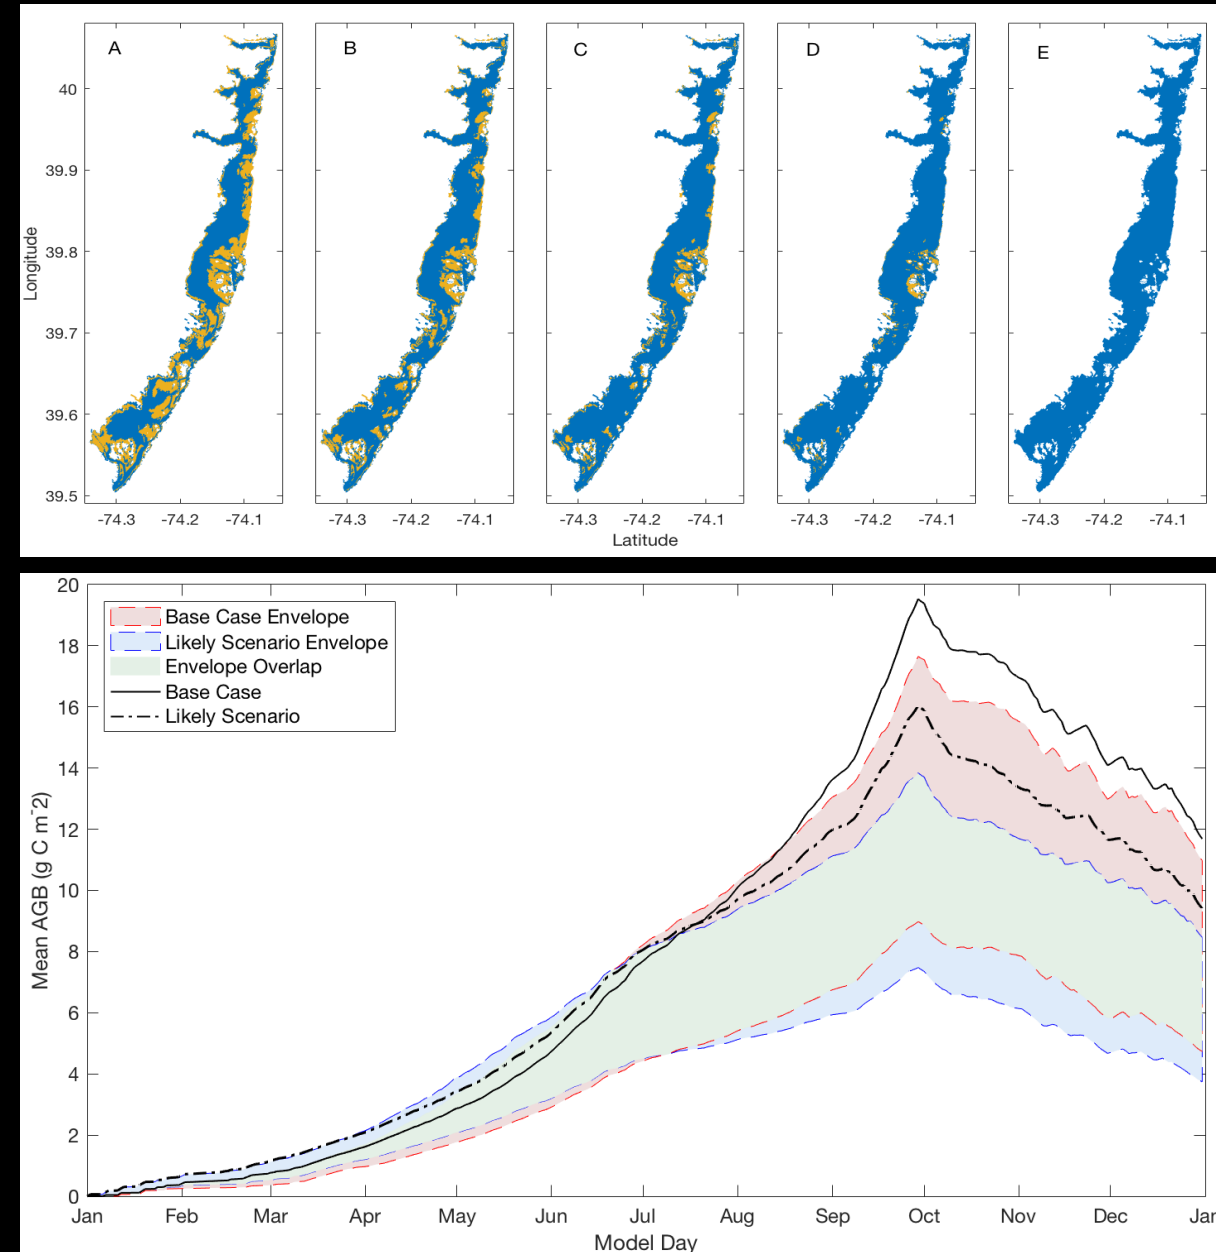 A B C D E
40
39.9
39.8
39.7
39.6
39.5
Longitude
-74.3 -74.2 -74.1 -74.3 -74.2 -74.1 -74.3 -74.2 -74.1 -74.3 -74.2 -74.1 -74.3 -74.2 -74.1
Latitude
20
18
16
14
12
10
8
6
4
2
0
Mean AGB (g C m-2)
Base Case Envelope
Likely Scenario Envelope
Envelope Overlap
Base Case
Likely Scenario
Jan Feb Mar Apr May Jun Jul Aug Sep Oct Nov Dec Jan
Model Day